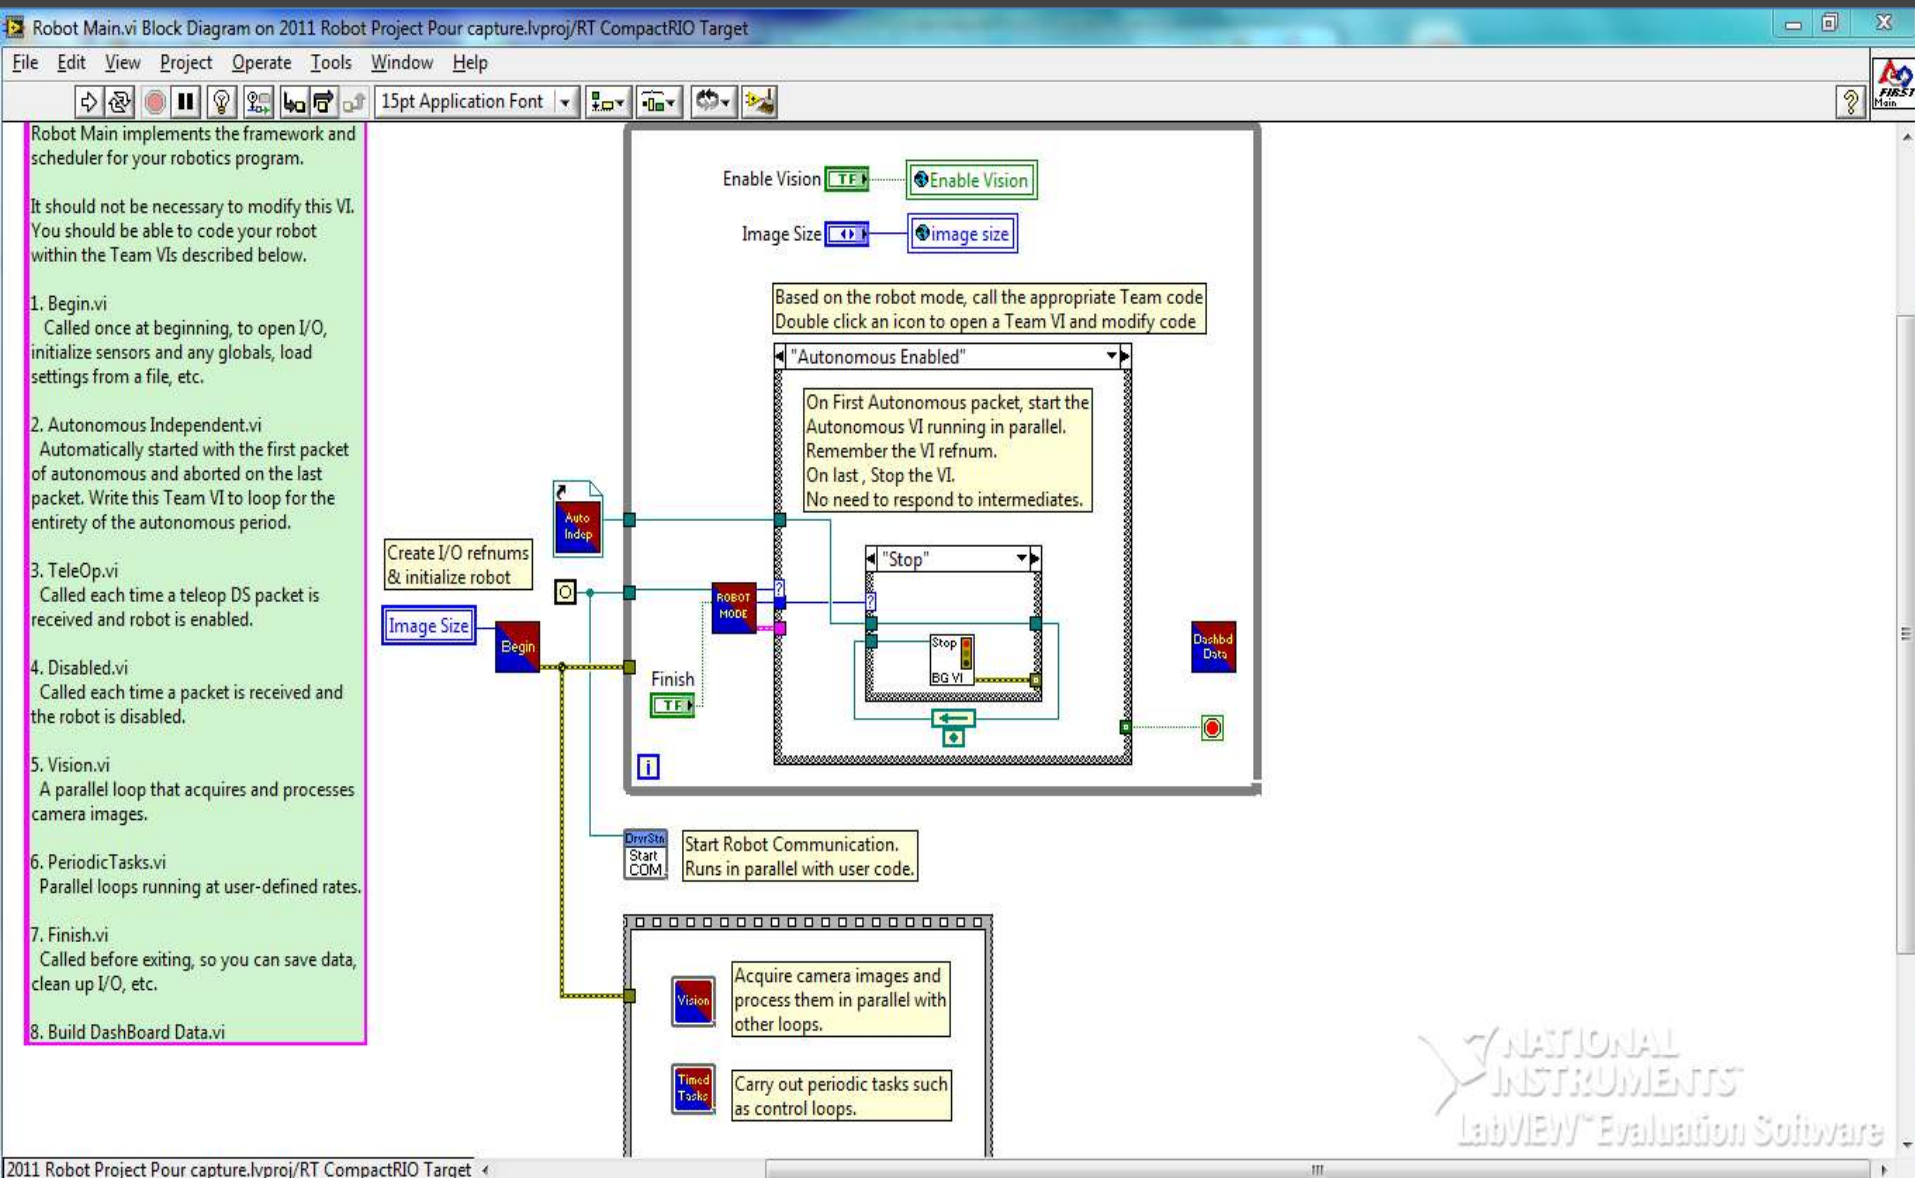 Robot Main.vi Block Diagram on 2011 Robot Project Pour capture.lvproj/RT CompactRIO Target
File Edit View Project Operate Tools Window Help
15pt Application Font
FIRST
Main
Robot Main implements the framework and
scheduler for your robotics program.
It should not be necessary to modify this VI.
You should be able to code your robot
within the Team VIs described below.
1. Begin.vi
Called once at beginning, to open I/O,
initialize sensors and any globals, load
settings from a file, etc.
2. Autonomous Independent.vi
Automatically started with the first packet
of autonomous and aborted on the last
packet. Write this Team VI to loop for the
entirety of the autonomous period.
3. TeleOp.vi
Called each time a teleop DS packet is
received and robot is enabled.
4. Disabled.vi
Called each time a packet is received and
the robot is disabled.
5. Vision.vi
A parallel loop that acquires and processes
camera images.
6. PeriodicTasks.vi
Parallel loops running at user-defined rates.
7. Finish.vi
Called before exiting, so you can save data,
clean up I/O, etc.
8. Build DashBoard Data.vi
Enable Vision TF Enable Vision
Image Size image size
Based on the robot mode, call the appropriate Team code
Double click an icon to open a Team VI and modify code
"Autonomous Enabled"
On First Autonomous packet, start the
Autonomous VI running in parallel.
Remember the VI refnum.
On last , Stop the VI.
No need to respond to intermediates.
Auto
Indep
Create I/O refnums
& initialize robot
"Stop"
ROBOT
MODE
Image Size
Begin
Stop
BG VI
Dashbd
Data
Finish
TF
i
DrvrStn
Start
COM
Start Robot Communication.
Runs in parallel with user code.
Vision
Acquire camera images and
process them in parallel with
other loops.
Timed
Tasks
Carry out periodic tasks such
as control loops.
NATIONAL
INSTRUMENTS
LabVIEW™ Evaluation Software
2011 Robot Project Pour capture.lvproj/RT CompactRIO Target